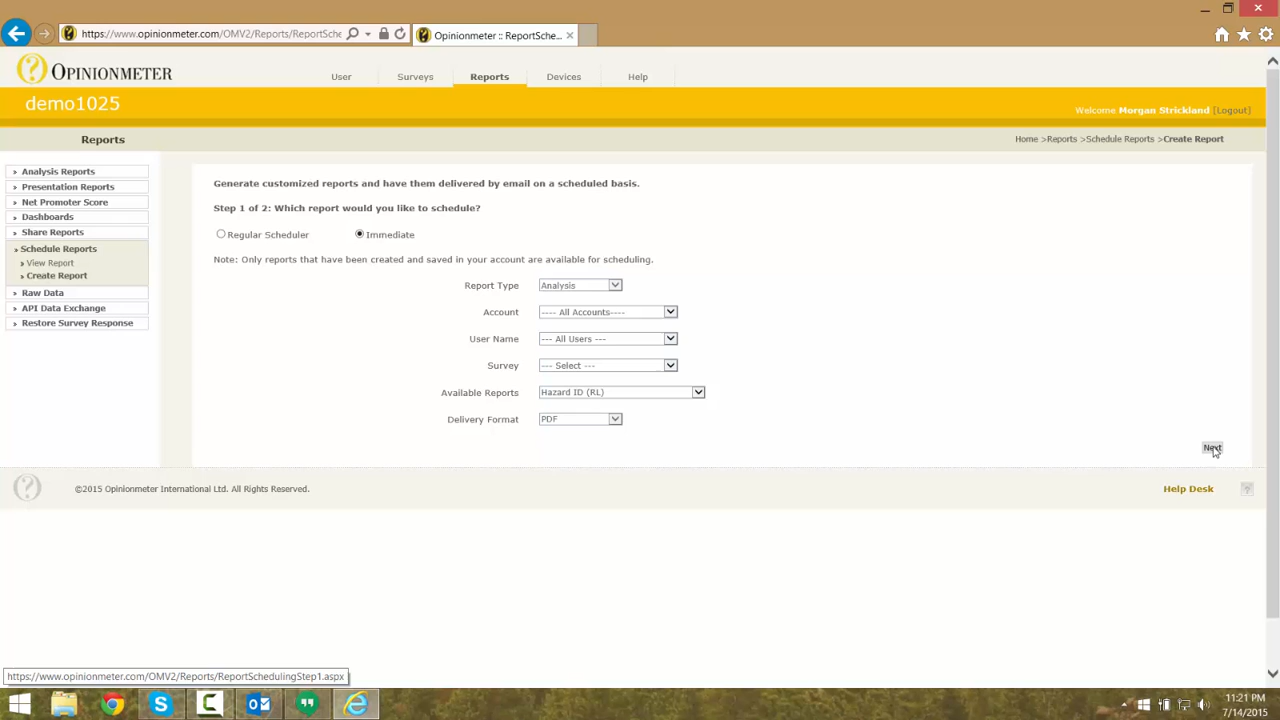 https://www.opinionmeter.com/OMV2/Reports/ReportSche
Opinionmeter :: ReportSche...
OPINIONMETER
User
Surveys
Reports
Devices
Help
demo1025
Welcome Morgan Strickland [Logout]
Reports
Home >Reports >Schedule Reports >Create Report
Analysis Reports
Presentation Reports
Net Promoter Score
Dashboards
Share Reports
Schedule Reports
View Report
Create Report
Raw Data
API Data Exchange
Restore Survey Response
Generate customized reports and have them delivered by email on a scheduled basis.
Step 1 of 2: Which report would you like to schedule?
Regular Scheduler
Immediate
Note: Only reports that have been created and saved in your account are available for scheduling.
Report Type Analysis
Account ---- All Accounts----
User Name --- All Users ---
Survey --- Select ---
Available Reports Hazard ID (RL)
Delivery Format PDF
Next
©2015 Opinionmeter International Ltd. All Rights Reserved.
Help Desk
https://www.opinionmeter.com/OMV2/Reports/ReportSchedulingStep1.aspx
11:21 PM
7/14/2015